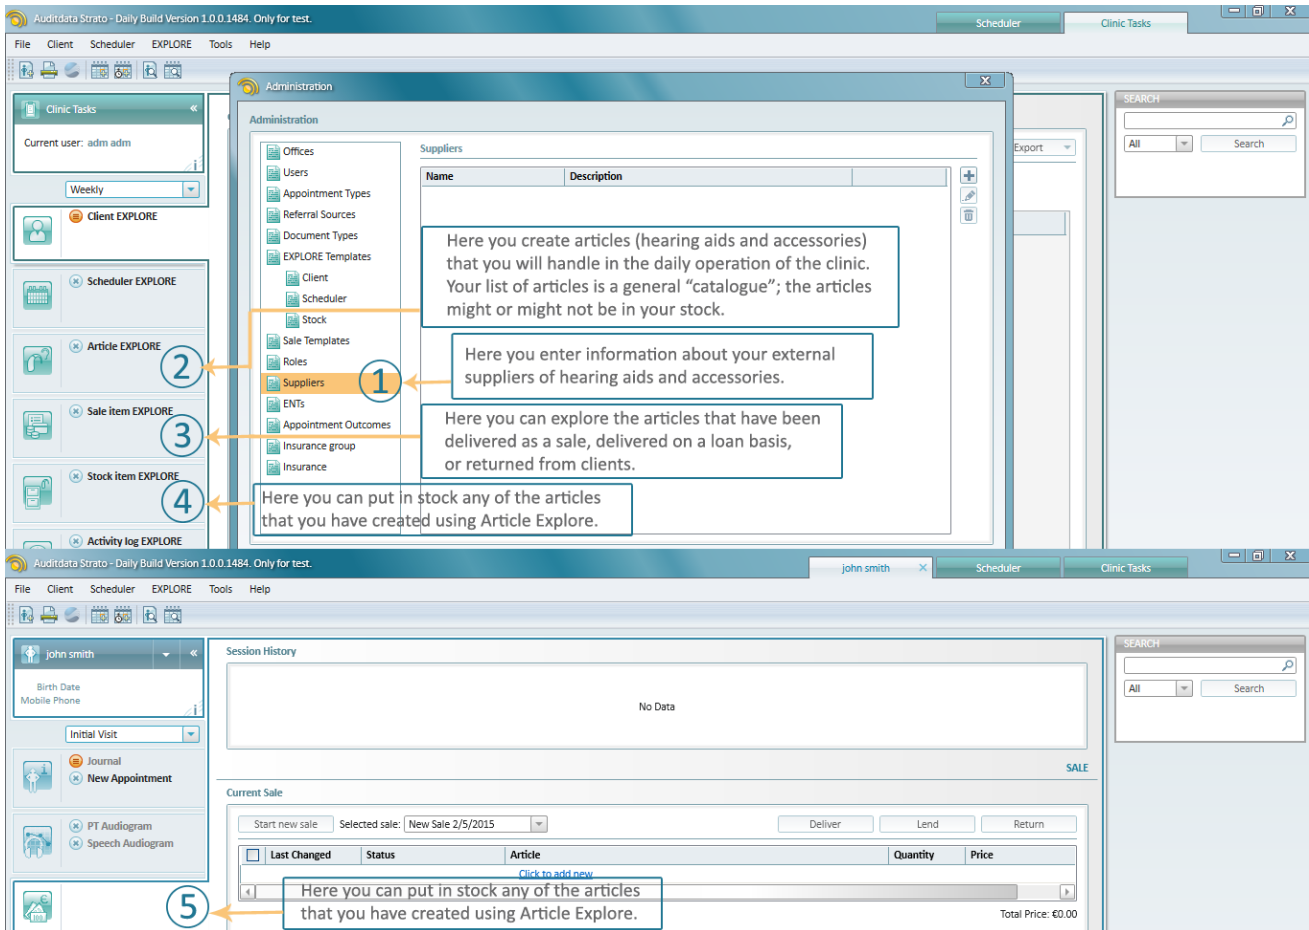 Auditdata Strato - Daily Build Version 1.0.0.1484. Only for test.
Scheduler
Clinic Tasks
File Client Scheduler EXPLORE Tools Help
Administration
Clinic Tasks
Current user: adm adm
Weekly
Client EXPLORE
Scheduler EXPLORE
Article EXPLORE
Sale item EXPLORE
Stock item EXPLORE
Activity log EXPLORE
Administration
Offices
Users
Appointment Types
Referral Sources
Document Types
EXPLORE Templates
Client
Scheduler
Stock
Sale Templates
Roles
Suppliers
ENTs
Appointment Outcomes
Insurance group
Insurance
Suppliers
Name Description
Export
SEARCH
All Search
Here you create articles (hearing aids and accessories)
that you will handle in the daily operation of the clinic.
Your list of articles is a general “catalogue”; the articles
might or might not be in your stock.
2
Here you enter information about your external
suppliers of hearing aids and accessories.
1
Here you can explore the articles that have been
delivered as a sale, delivered on a loan basis,
or returned from clients.
3
Here you can put in stock any of the articles
that you have created using Article Explore.
4
Auditdata Strato - Daily Build Version 1.0.0.1484. Only for test.
john smith
Scheduler
Clinic Tasks
File Client Scheduler EXPLORE Tools Help
john smith
Birth Date
Mobile Phone
Initial Visit
Journal
New Appointment
PT Audiogram
Speech Audiogram
Session History
No Data
SALE
Current Sale
Start new sale Selected sale: New Sale 2/5/2015 Deliver Lend Return
Last Changed Status Article Quantity Price
Click to add new
Total Price: €0.00
SEARCH
All Search
Here you can put in stock any of the articles
that you have created using Article Explore.
5